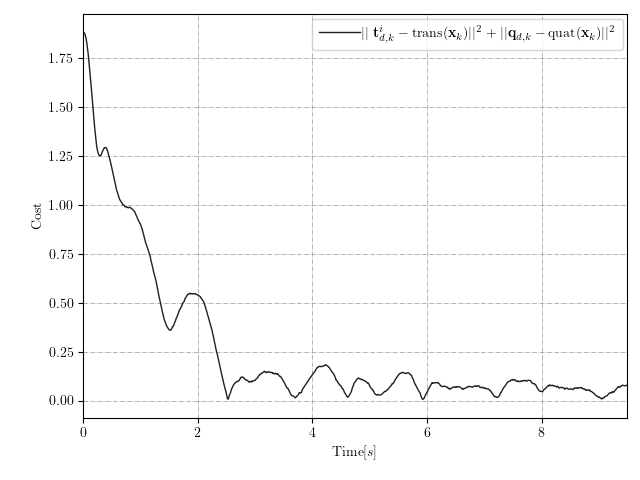 || t^i_{d,k} − trans(x_k)||^2 + ||q_{d,k} − quat(x_k)||^2
1.75
1.50
1.25
1.00
0.75
0.50
0.25
0.00
Cost
0 2 4 6 8
Time[s]